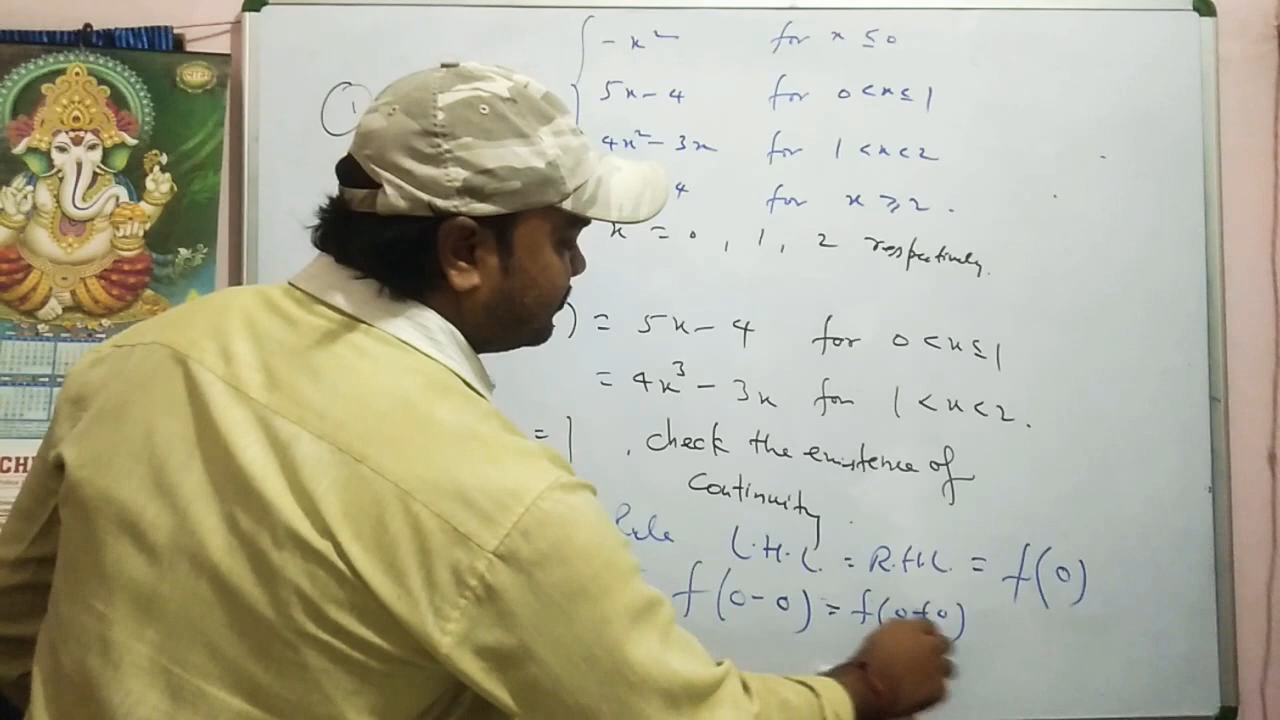 ① - x² for x ≤ 0
5x - 4 for 0 < x ≤ 1
4x² - 3x for 1 < x < 2
4 for x ≥ 2.
x = 0, 1, 2 respectively.
) = 5x - 4 for 0 < x ≤ 1
= 4x³ - 3x for 1 < x < 2.
= 1, check the existence of
Continuity.
Rule L.H.L. = R.H.L. = f(0)
f(0-0) = f(0+0)
CH